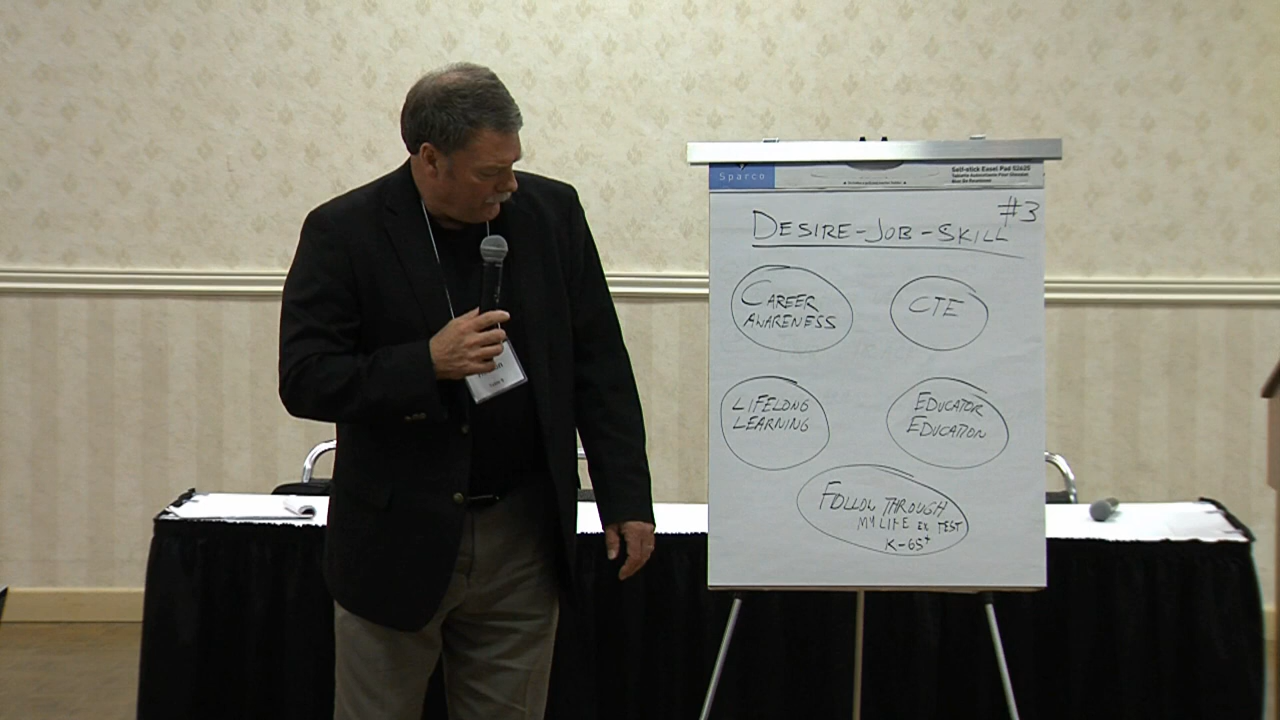 Sparco
Self-stick Easel Pad
#3
DESIRE-JOB-SKILL
CAREER
AWARENESS
CTE
LIFELONG
LEARNING
EDUCATOR
EDUCATION
FOLLOW THROUGH
MY LIFE EX TEST
K-65+